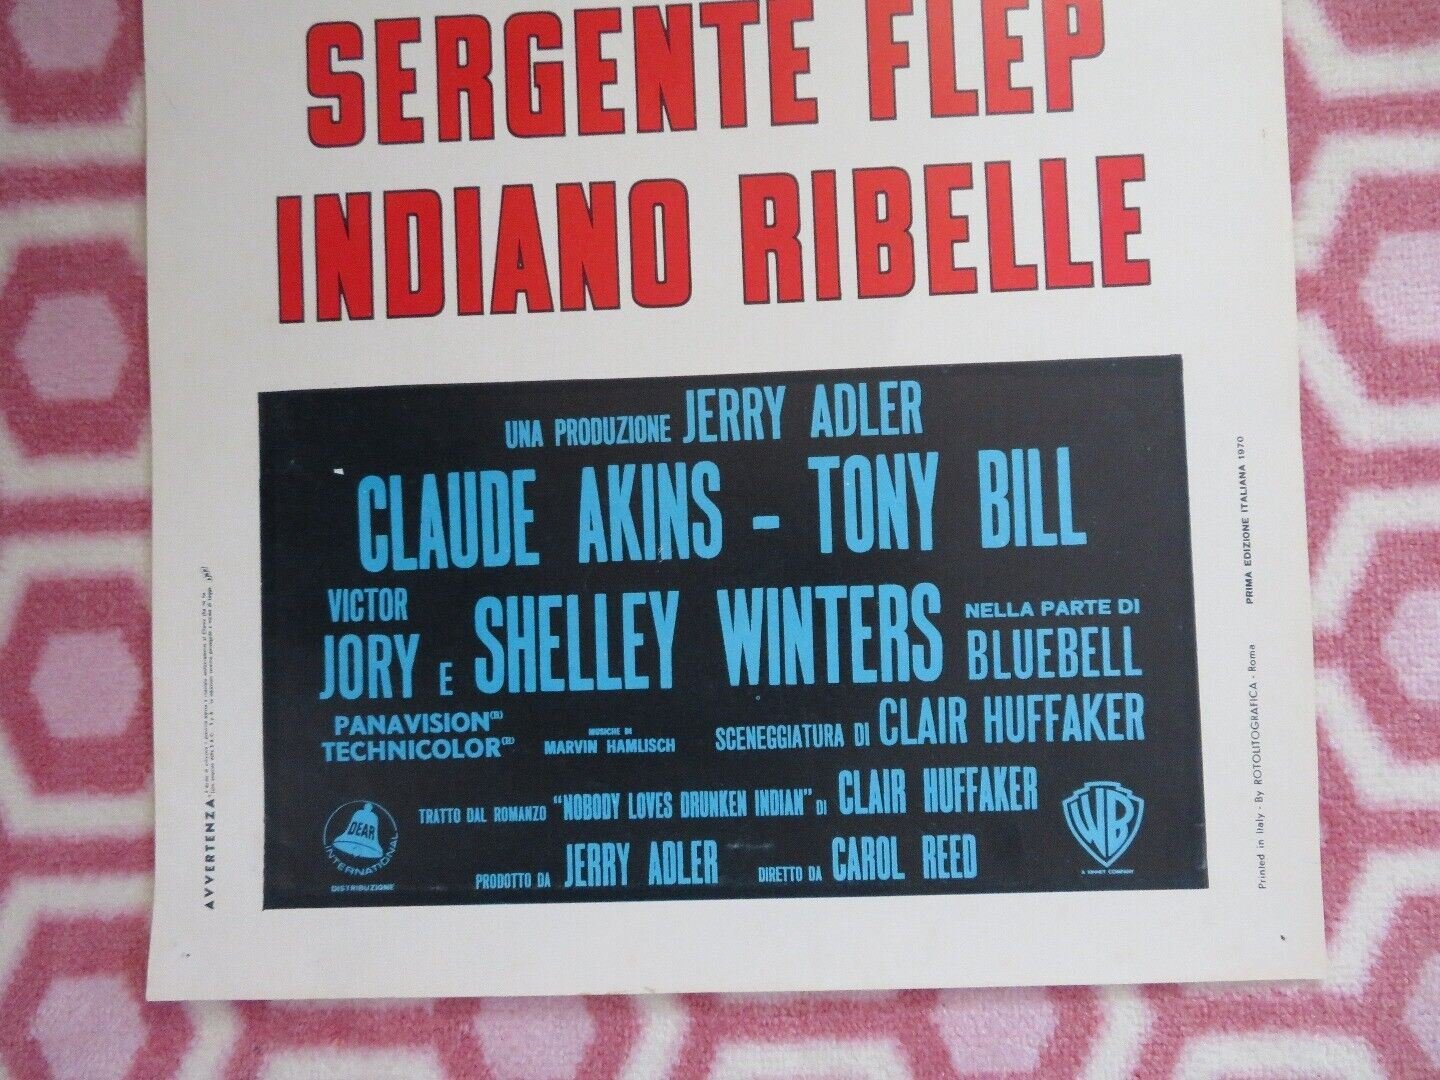 SERGENTE FLEP
INDIANO RIBELLE
UNA PRODUZIONE JERRY ADLER
CLAUDE AKINS - TONY BILL
VICTOR
JORY E SHELLEY WINTERS NELLA PARTE DI
BLUEBELL
PANAVISION(R)
TECHNICOLOR(R)
MUSICHE DI
MARVIN HAMLISCH
SCENEGGIATURA DI CLAIR HUFFAKER
TRATTO DAL ROMANZO "NOBODY LOVES DRUNKEN INDIAN" DI CLAIR HUFFAKER
PRODOTTO DA JERRY ADLER DIRETTO DA CAROL REED
DEAR
INTERNATIONAL
DISTRIBUZIONE
WB
A KINNEY COMPANY
AVVERTENZA
Printed in Italy - By ROTOLITOGRAFICA - Roma
PRIMA EDIZIONE ITALIANA 1970